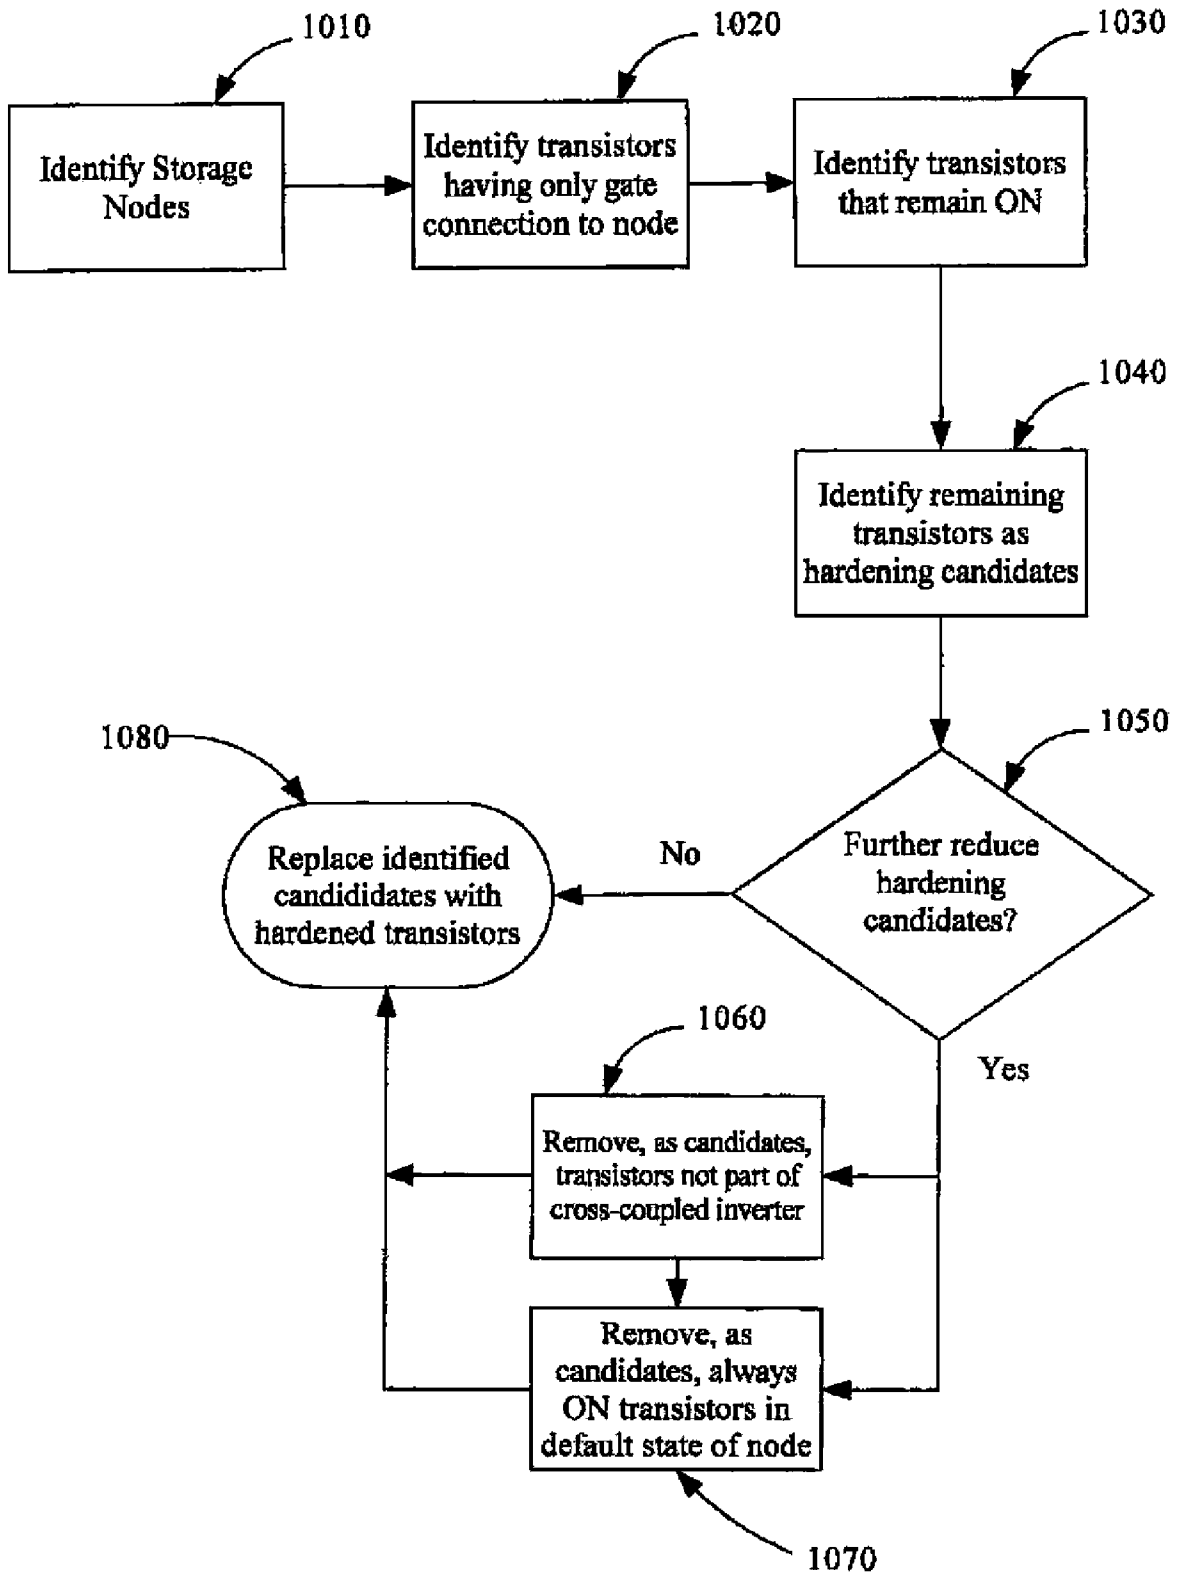 1010
1020
1030
Identify Storage
Nodes
Identify transistors
having only gate
connection to node
Identify transistors
that remain ON
1040
Identify remaining
transistors as
hardening candidates
1050
1080
Further reduce
hardening
candidates?
No
Replace identified
candididates with
hardened transistors
Yes
1060
Remove, as candidates,
transistors not part of
cross-coupled inverter
Remove, as
candidates, always
ON transistors in
default state of node
1070